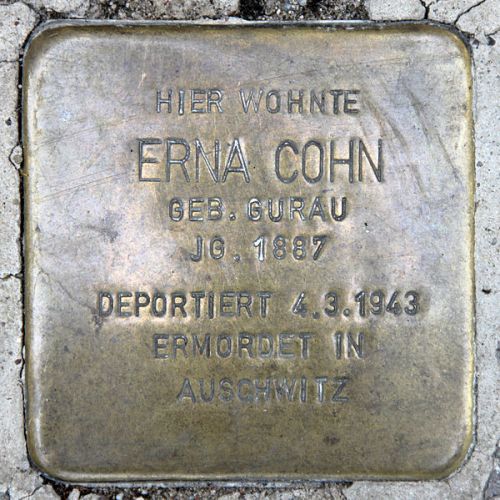 HIER WOHNTE
ERNA COHN
GEB. GURAU
JG. 1887
DEPORTIERT 4.3.1943
ERMORDET IN
AUSCHWITZ